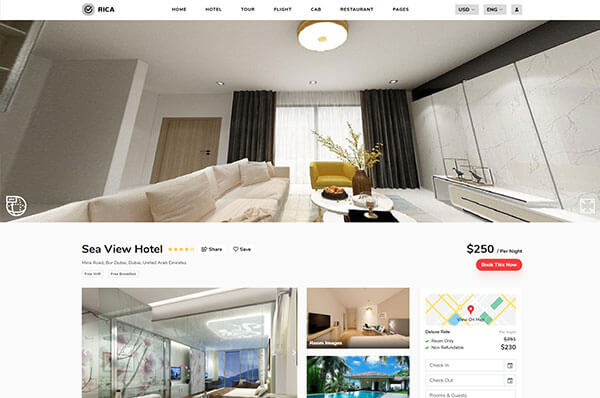 RICA
HOME HOTEL TOUR FLIGHT CAB RESTAURANT PAGES
USD ENG
Sea View Hotel Share Save
$250 / Per Night
Mina Road, Bur Dubai, Dubai, United Arab Emirates
Book This Now
Free Wifi Free Breakfast
View On Map
Room Images
Deluxe Rate Per Night
Room Only
Non Refundable $230
Check In
Check Out
Rooms & Guests